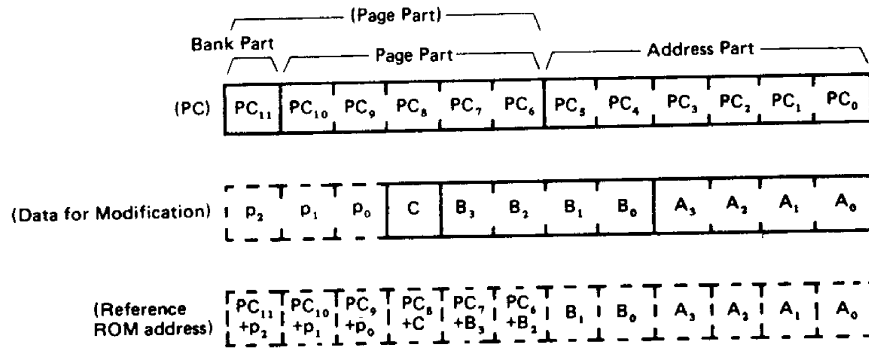 (Page Part)
Bank Part Page Part Address Part
(PC) PC₁₁ PC₁₀ PC₉ PC₈ PC₇ PC₆ PC₅ PC₄ PC₃ PC₂ PC₁ PC₀
(Data for Modification) p₂ p₁ p₀ C B₃ B₂ B₁ B₀ A₃ A₂ A₁ A₀
(Reference PC₁₁ PC₁₀ PC₉ PC₈ PC₇ PC₆ B₁ B₀ A₃ A₂ A₁ A₀
ROM address) +p₂ +p₁ +p₀ +C +B₃ +B₂